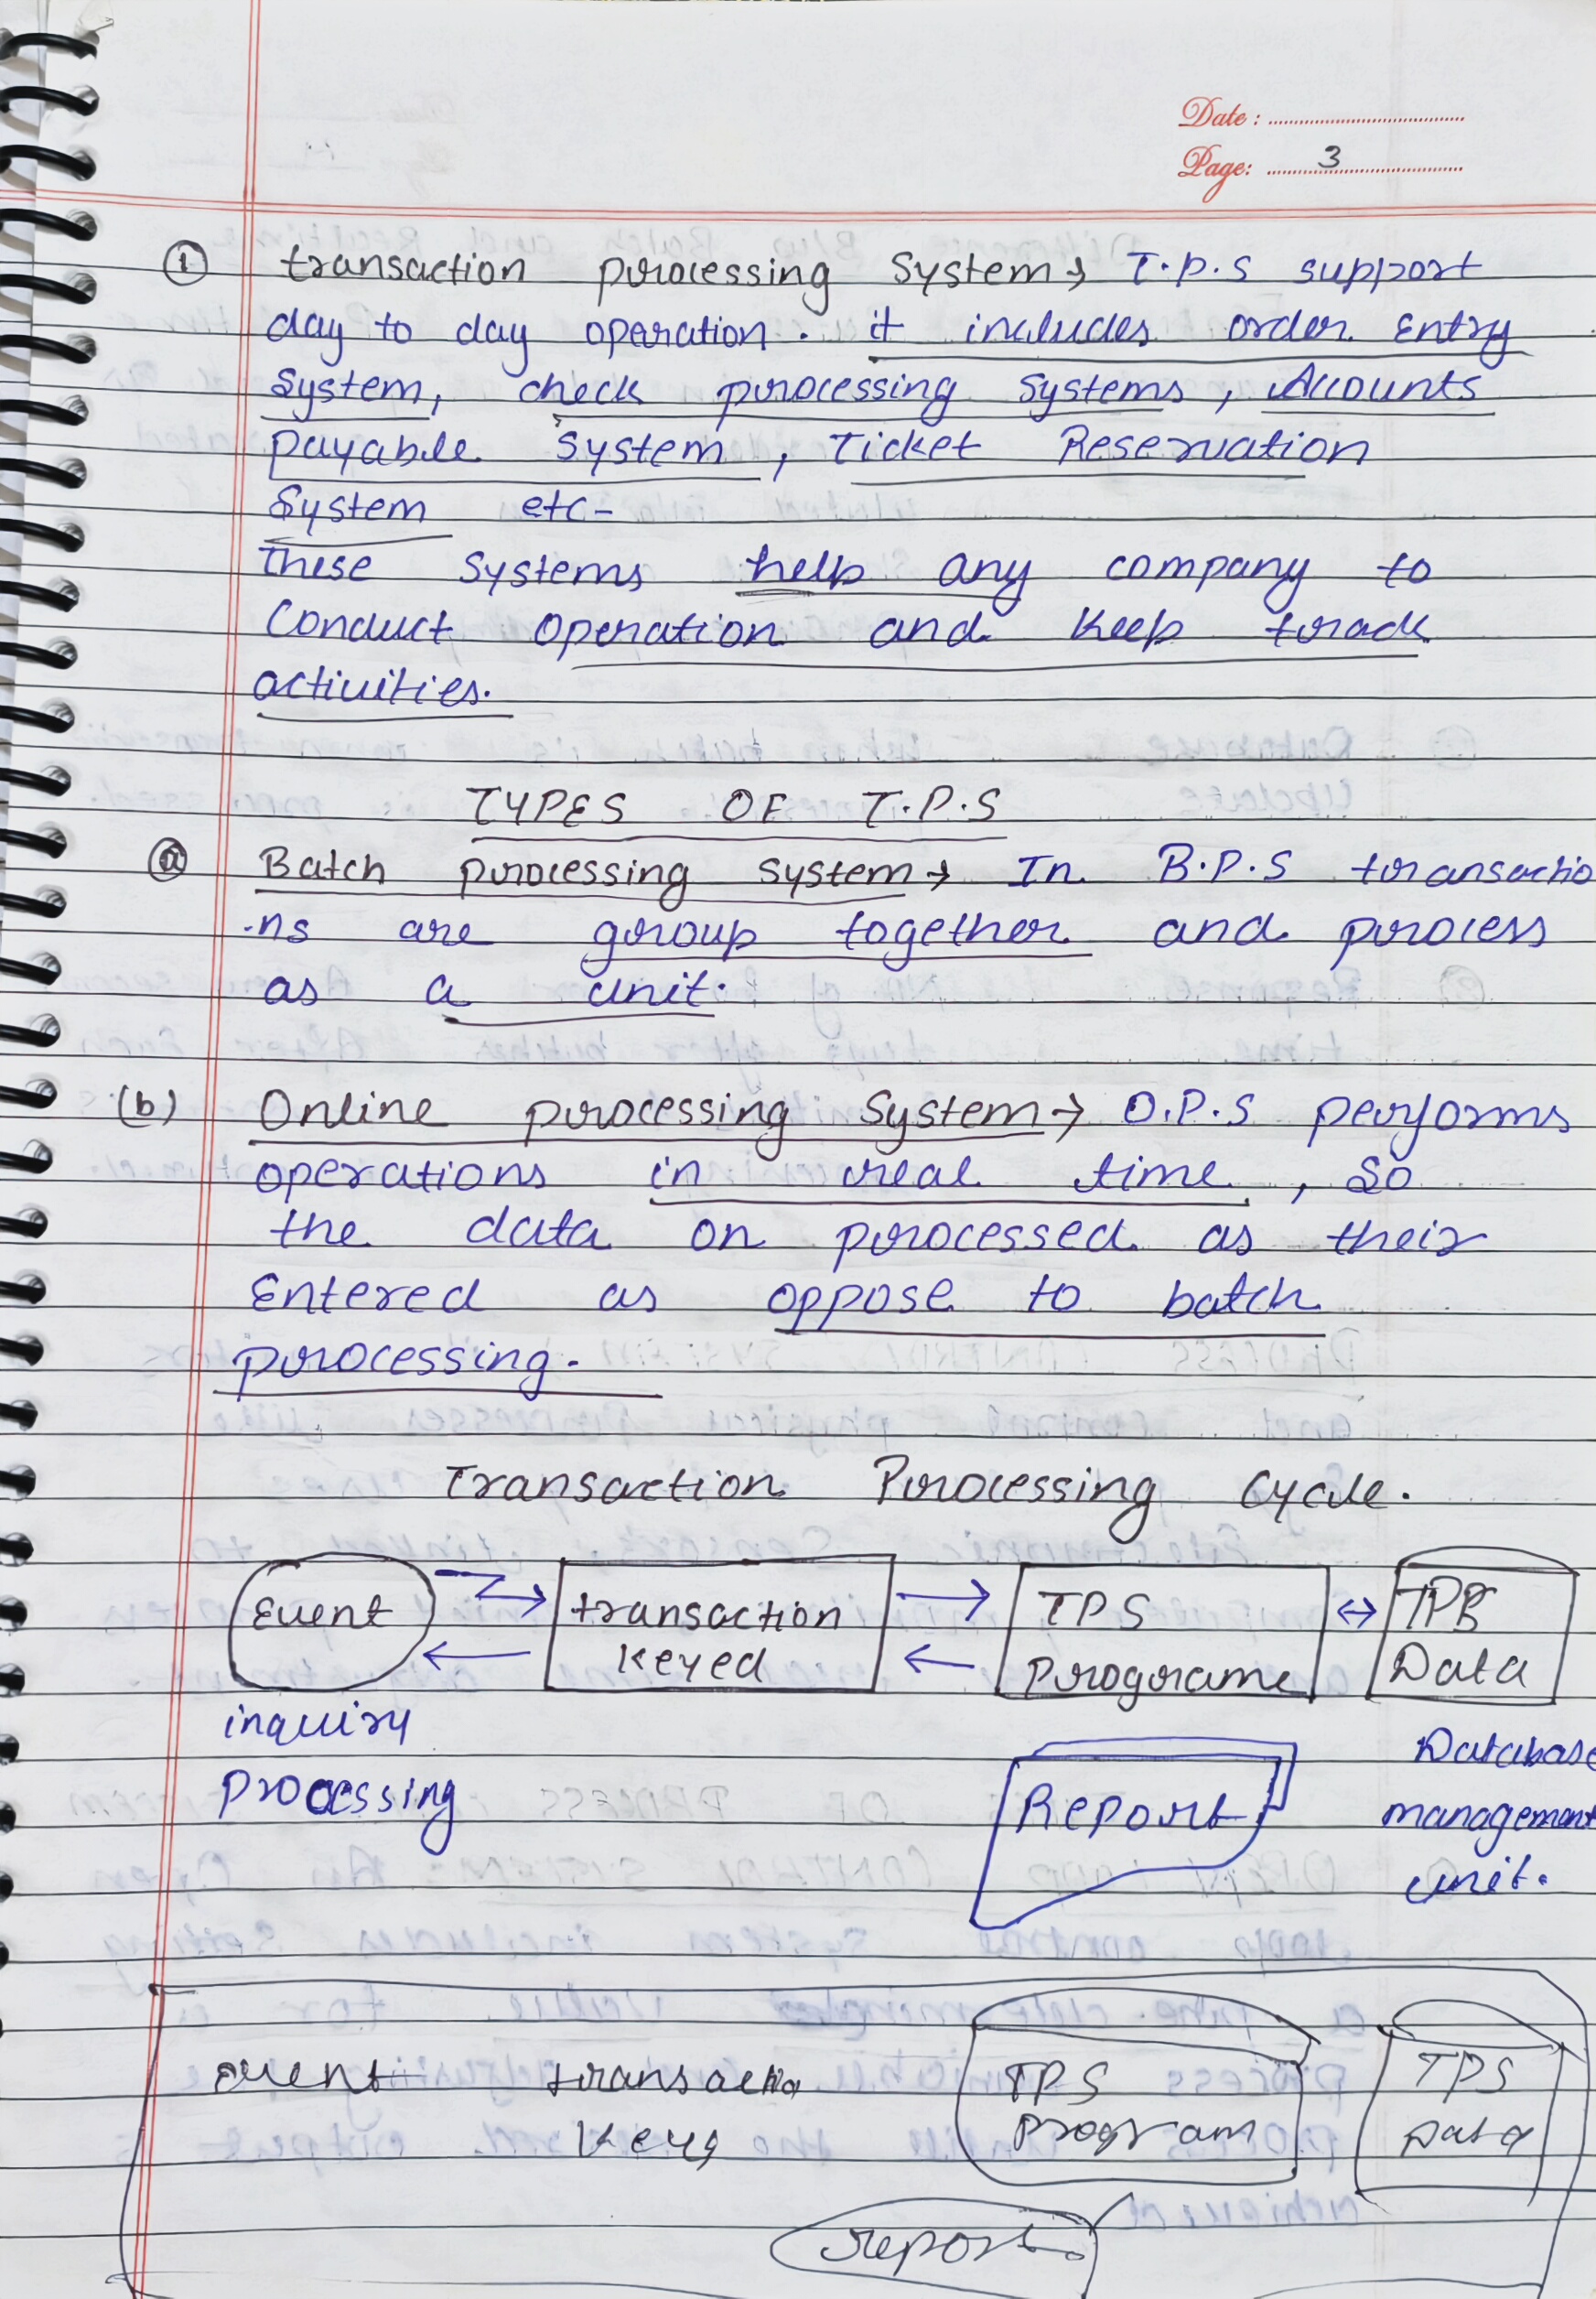 Date :
Page: 3
① transaction processing System→ T.P.S support
day to day operation. it includes order Entry
System, check processing Systems, Accounts
Payable System, Ticket Reservation
System etc-
These Systems help any company to
Conduct operation and Keep track
activities.
TYPES OF T.P.S
ⓐ Batch processing System→ In B.P.S transactio
-ns are group together and process
as a unit.
(b) Online processing System→ O.P.S performs
operations in real time, So
the data on processed as their
Entered as oppose to batch
processing.
Transaction Processing Cycle.
Event → transaction → TPS ↔ TPB
← Keyed ← programe Data
inquiry
processing
Report
Database
management
unit.
event transactio TPS TPS
Keys program Data
report